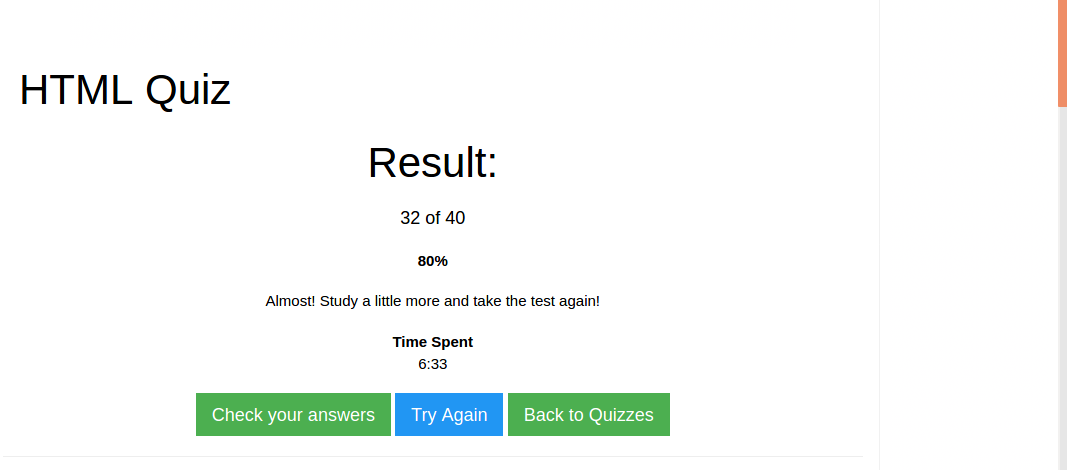 HTML Quiz
Result:
32 of 40
80%
Almost! Study a little more and take the test again!
Time Spent
6:33
Check your answers Try Again Back to Quizzes